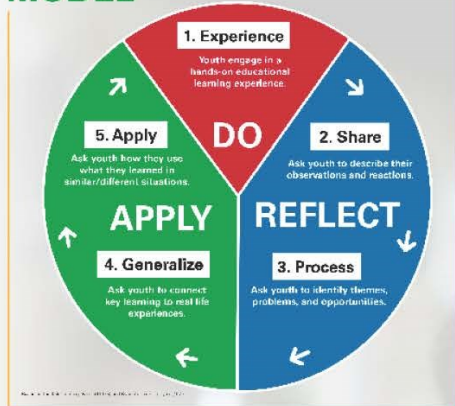 MODEL
1. Experience
Youth engage in a
hands-on educational
learning experience.
DO
2. Share
Ask youth to describe their
observations and reactions.
REFLECT
3. Process
Ask youth to identify themes,
problems, and opportunities.
4. Generalize
Ask youth to connect
key learning to real life
experiences.
APPLY
5. Apply
Ask youth how they use
what they learned in
similar/different situations.